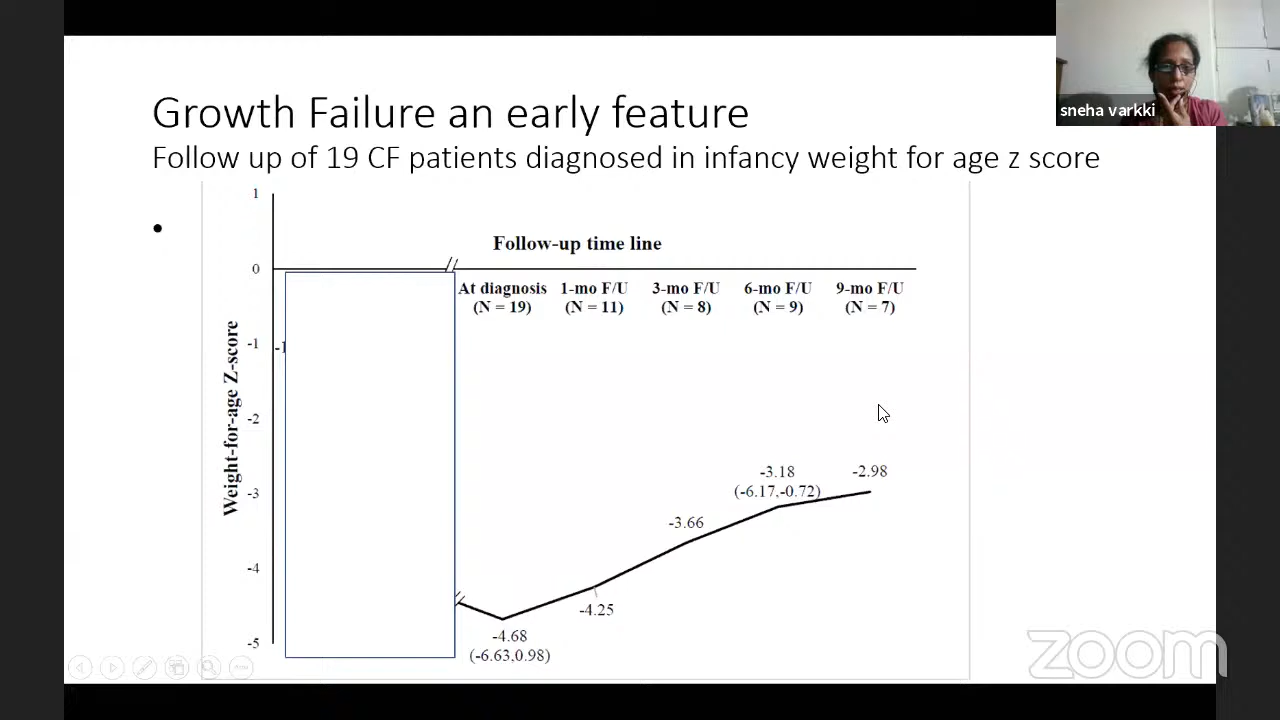 sneha varkki
Growth Failure an early feature
Follow up of 19 CF patients diagnosed in infancy weight for age z score
•
Follow-up time line
Weight-for-age Z-score
1
0
-1
-2
-3
-4
-5
-1
At diagnosis
(N = 19)
1-mo F/U
(N = 11)
3-mo F/U
(N = 8)
6-mo F/U
(N = 9)
9-mo F/U
(N = 7)
-4.68
(-6.63,0.98)
-4.25
-3.66
-3.18
(-6.17,-0.72)
-2.98
zoom